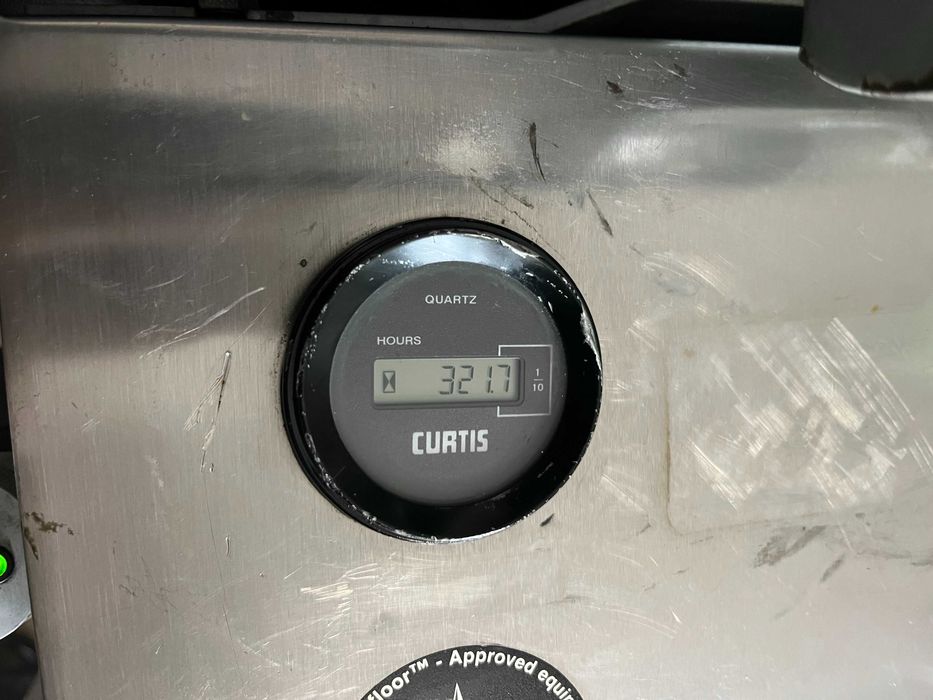 QUARTZ
HOURS
321.7
1
10
CURTIS
floor™ - Approved equi